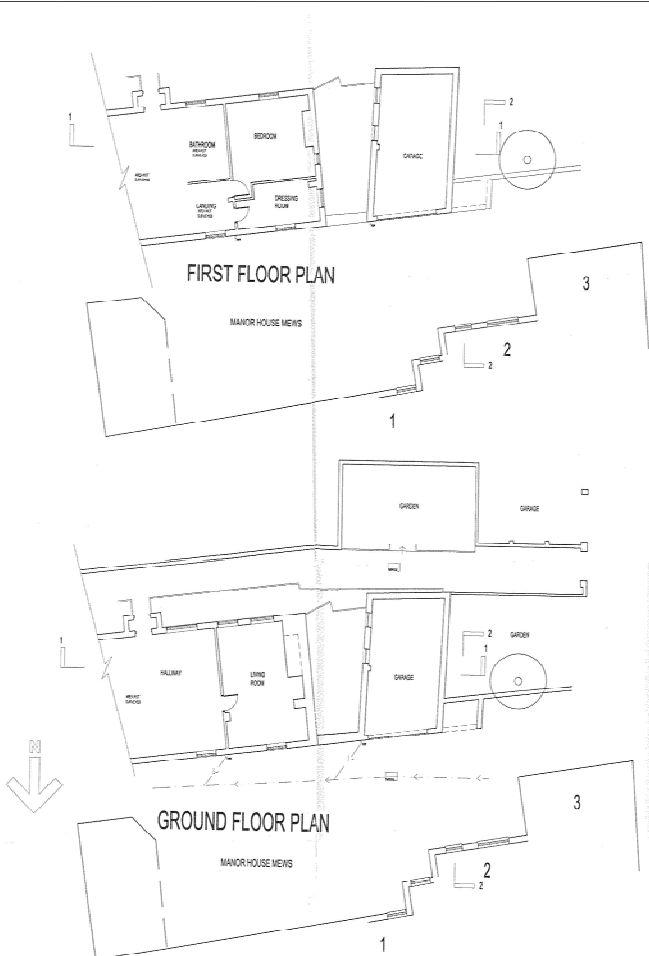 1
2
1
BATHROOM
BEDROOM
GARAGE
LANDING
DRESSING
ROOM
FIRST FLOOR PLAN
MANOR HOUSE MEWS
3
2
2
1
GARDEN
GARAGE
1
2
1
GARDEN
HALLWAY
LIVING
ROOM
GARAGE
N
GROUND FLOOR PLAN
MANOR HOUSE MEWS
3
2
2
1